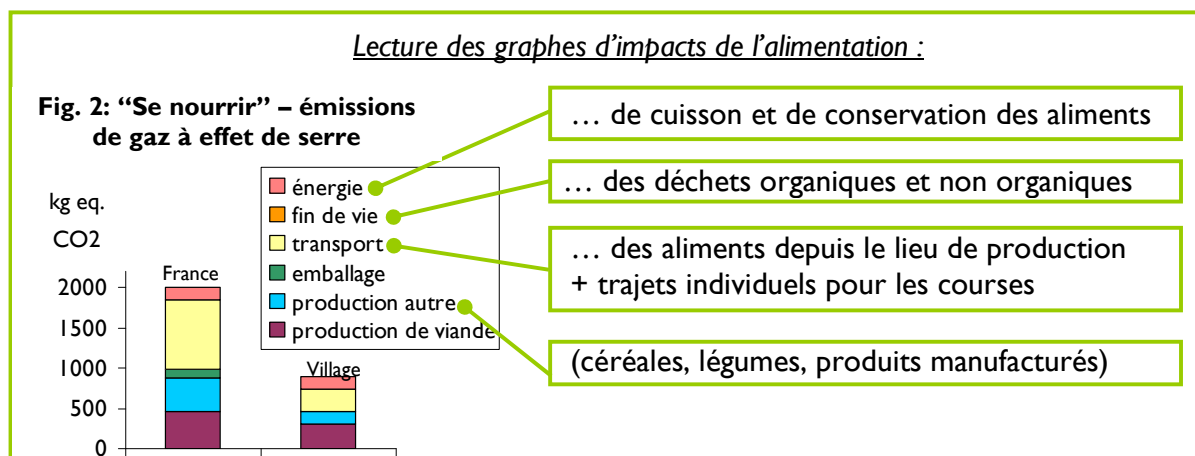 Lecture des graphes d’impacts de l’alimentation :
Fig. 2: “Se nourrir” – émissions
de gaz à effet de serre
kg eq.
CO2
2000
1500
1000
500
0
France
Village
énergie
fin de vie
transport
emballage
production autre
production de viande
… de cuisson et de conservation des aliments
… des déchets organiques et non organiques
… des aliments depuis le lieu de production
+ trajets individuels pour les courses
(céréales, légumes, produits manufacturés)